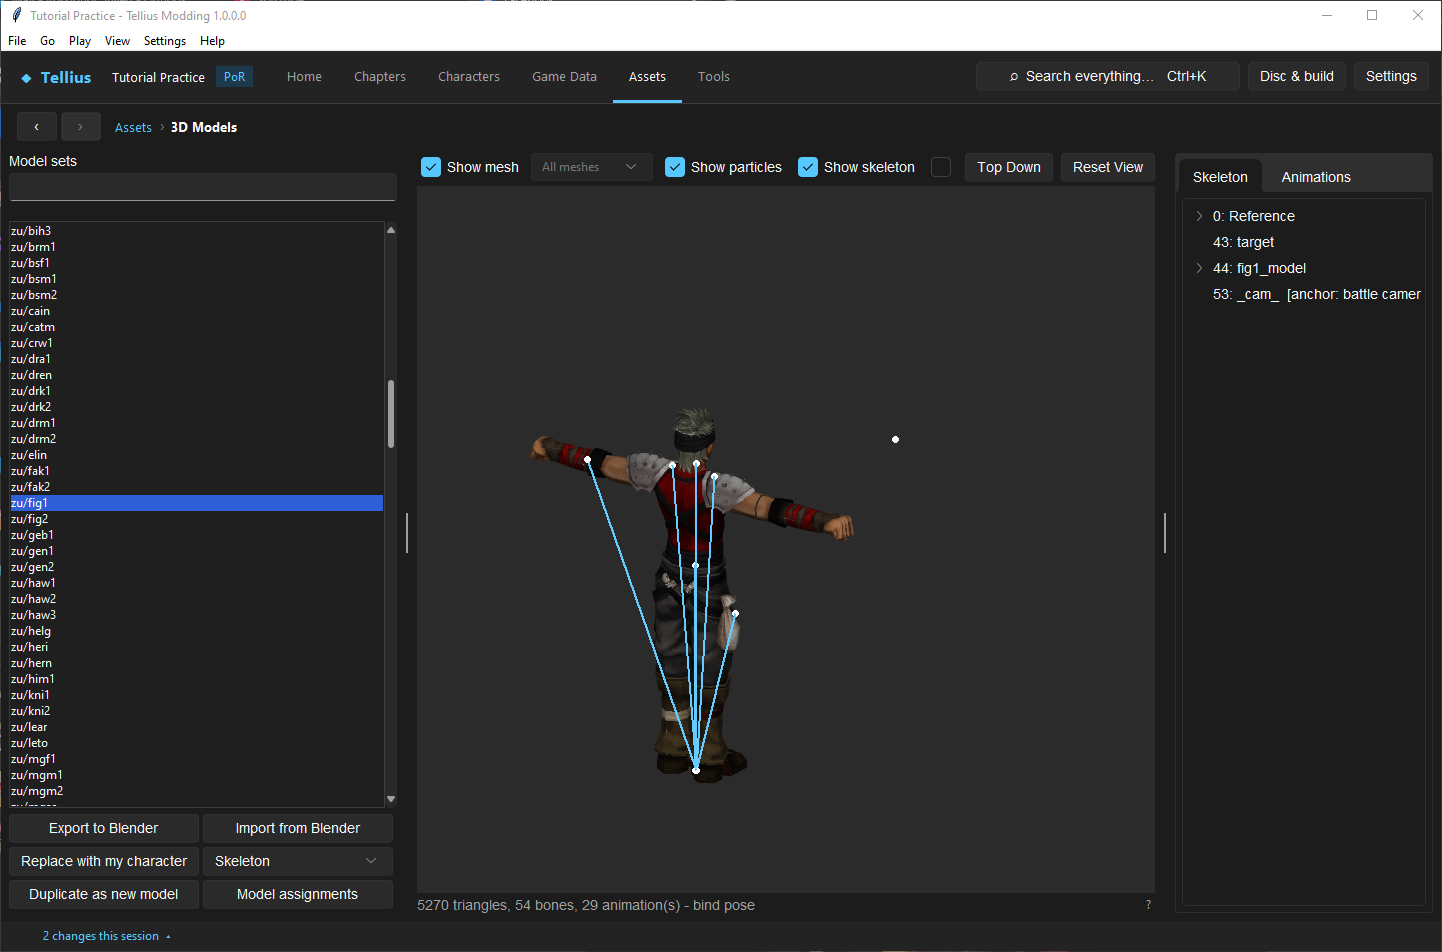 Tutorial Practice - Tellius Modding 1.0.0.0
File Go Play View Settings Help
Tellius Tutorial Practice PoR Home Chapters Characters Game Data Assets Tools Search everything... Ctrl+K Disc & build Settings
Assets › 3D Models
Model sets
Show mesh All meshes Show particles Show skeleton Top Down Reset View
zu/bih3
zu/brm1
zu/bsf1
zu/bsm1
zu/bsm2
zu/cain
zu/catm
zu/crw1
zu/dra1
zu/dren
zu/drk1
zu/drk2
zu/drm1
zu/drm2
zu/elin
zu/fak1
zu/fak2
zu/fig1
zu/fig2
zu/geb1
zu/gen1
zu/gen2
zu/haw1
zu/haw2
zu/haw3
zu/helg
zu/heri
zu/hern
zu/him1
zu/kni1
zu/kni2
zu/lear
zu/leto
zu/mgf1
zu/mgm1
zu/mgm2
Export to Blender Import from Blender
Replace with my character Skeleton
Duplicate as new model Model assignments
5270 triangles, 54 bones, 29 animation(s) - bind pose ?
Skeleton Animations
0: Reference
43: target
44: fig1_model
53: _cam_ [anchor: battle camer
2 changes this session